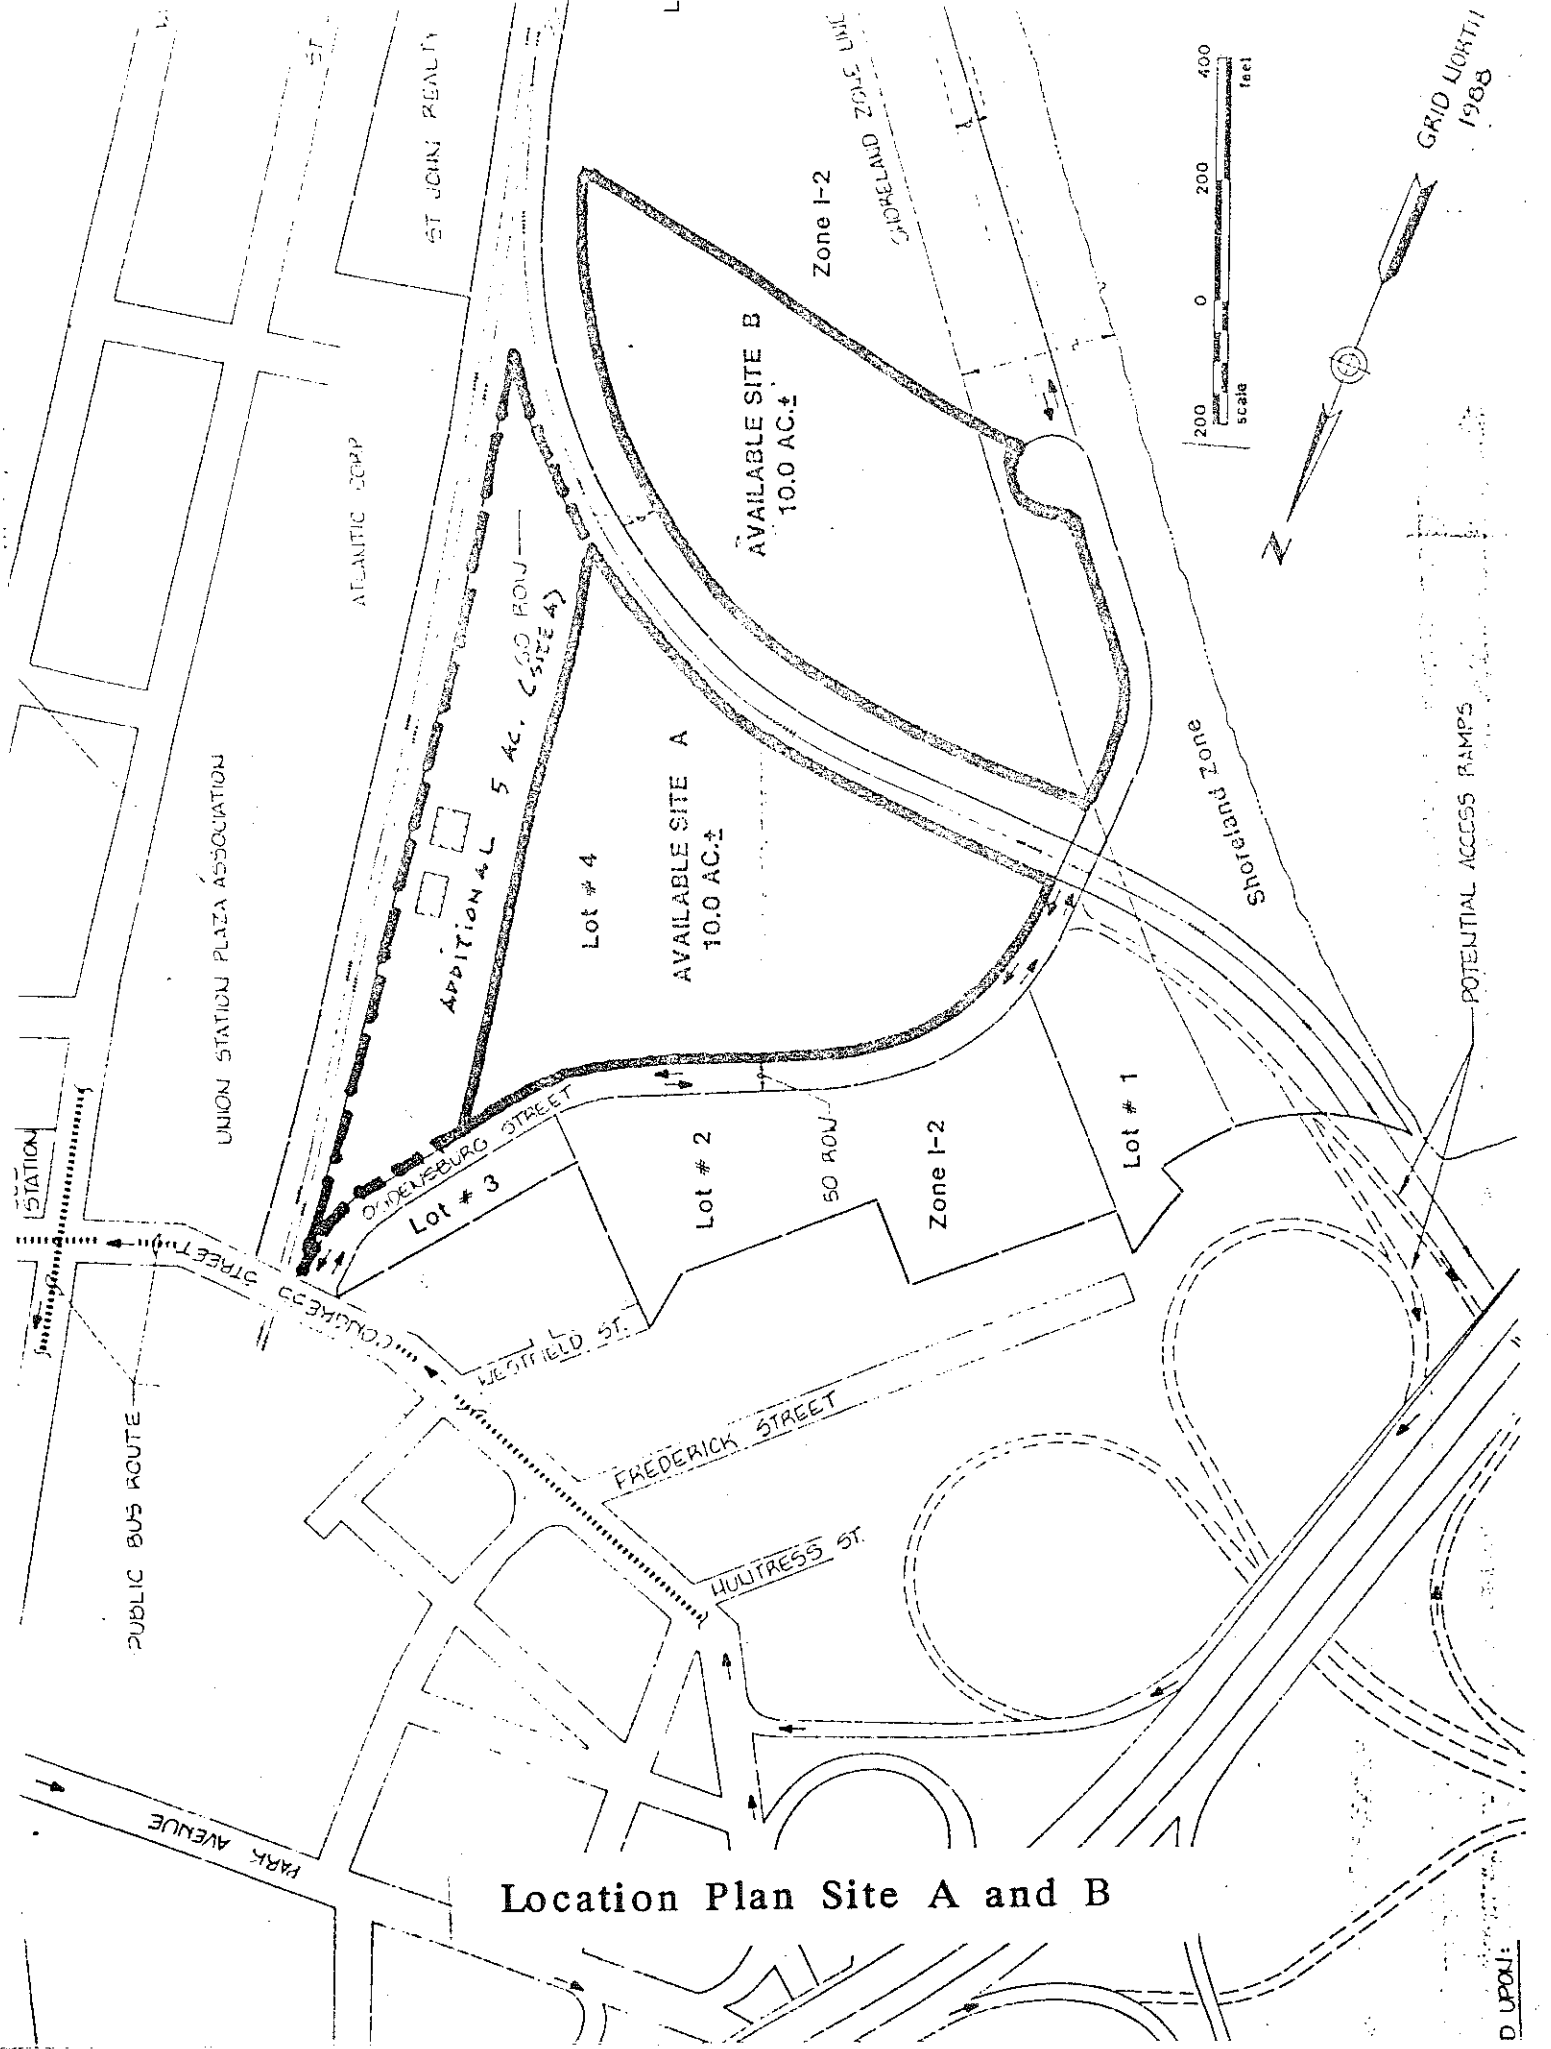 ST
ST JOHN REALTY
ATLANTIC CORP
UNION STATION PLAZA ASSOCIATION
STATION
PUBLIC BUS ROUTE
CONGRESS STREET
PARK AVENUE
OGDENSBURG STREET
ADDITIONAL 5 AC.
50 ROW
Lot # 4
AVAILABLE SITE A
10.0 AC.±
AVAILABLE SITE B
10.0 AC.±
Zone I-2
SHORELAND ZONE LINE
Lot # 3
Lot # 2
50 ROW
Zone I-2
Lot # 1
Shoreland Zone
POTENTIAL ACCESS RAMPS
WESTFIELD ST.
FREDERICK STREET
HUNTRESS ST.
200 0 200 400
scale feet
N
GRID NORTH
1988
Location Plan Site A and B
D UPON: